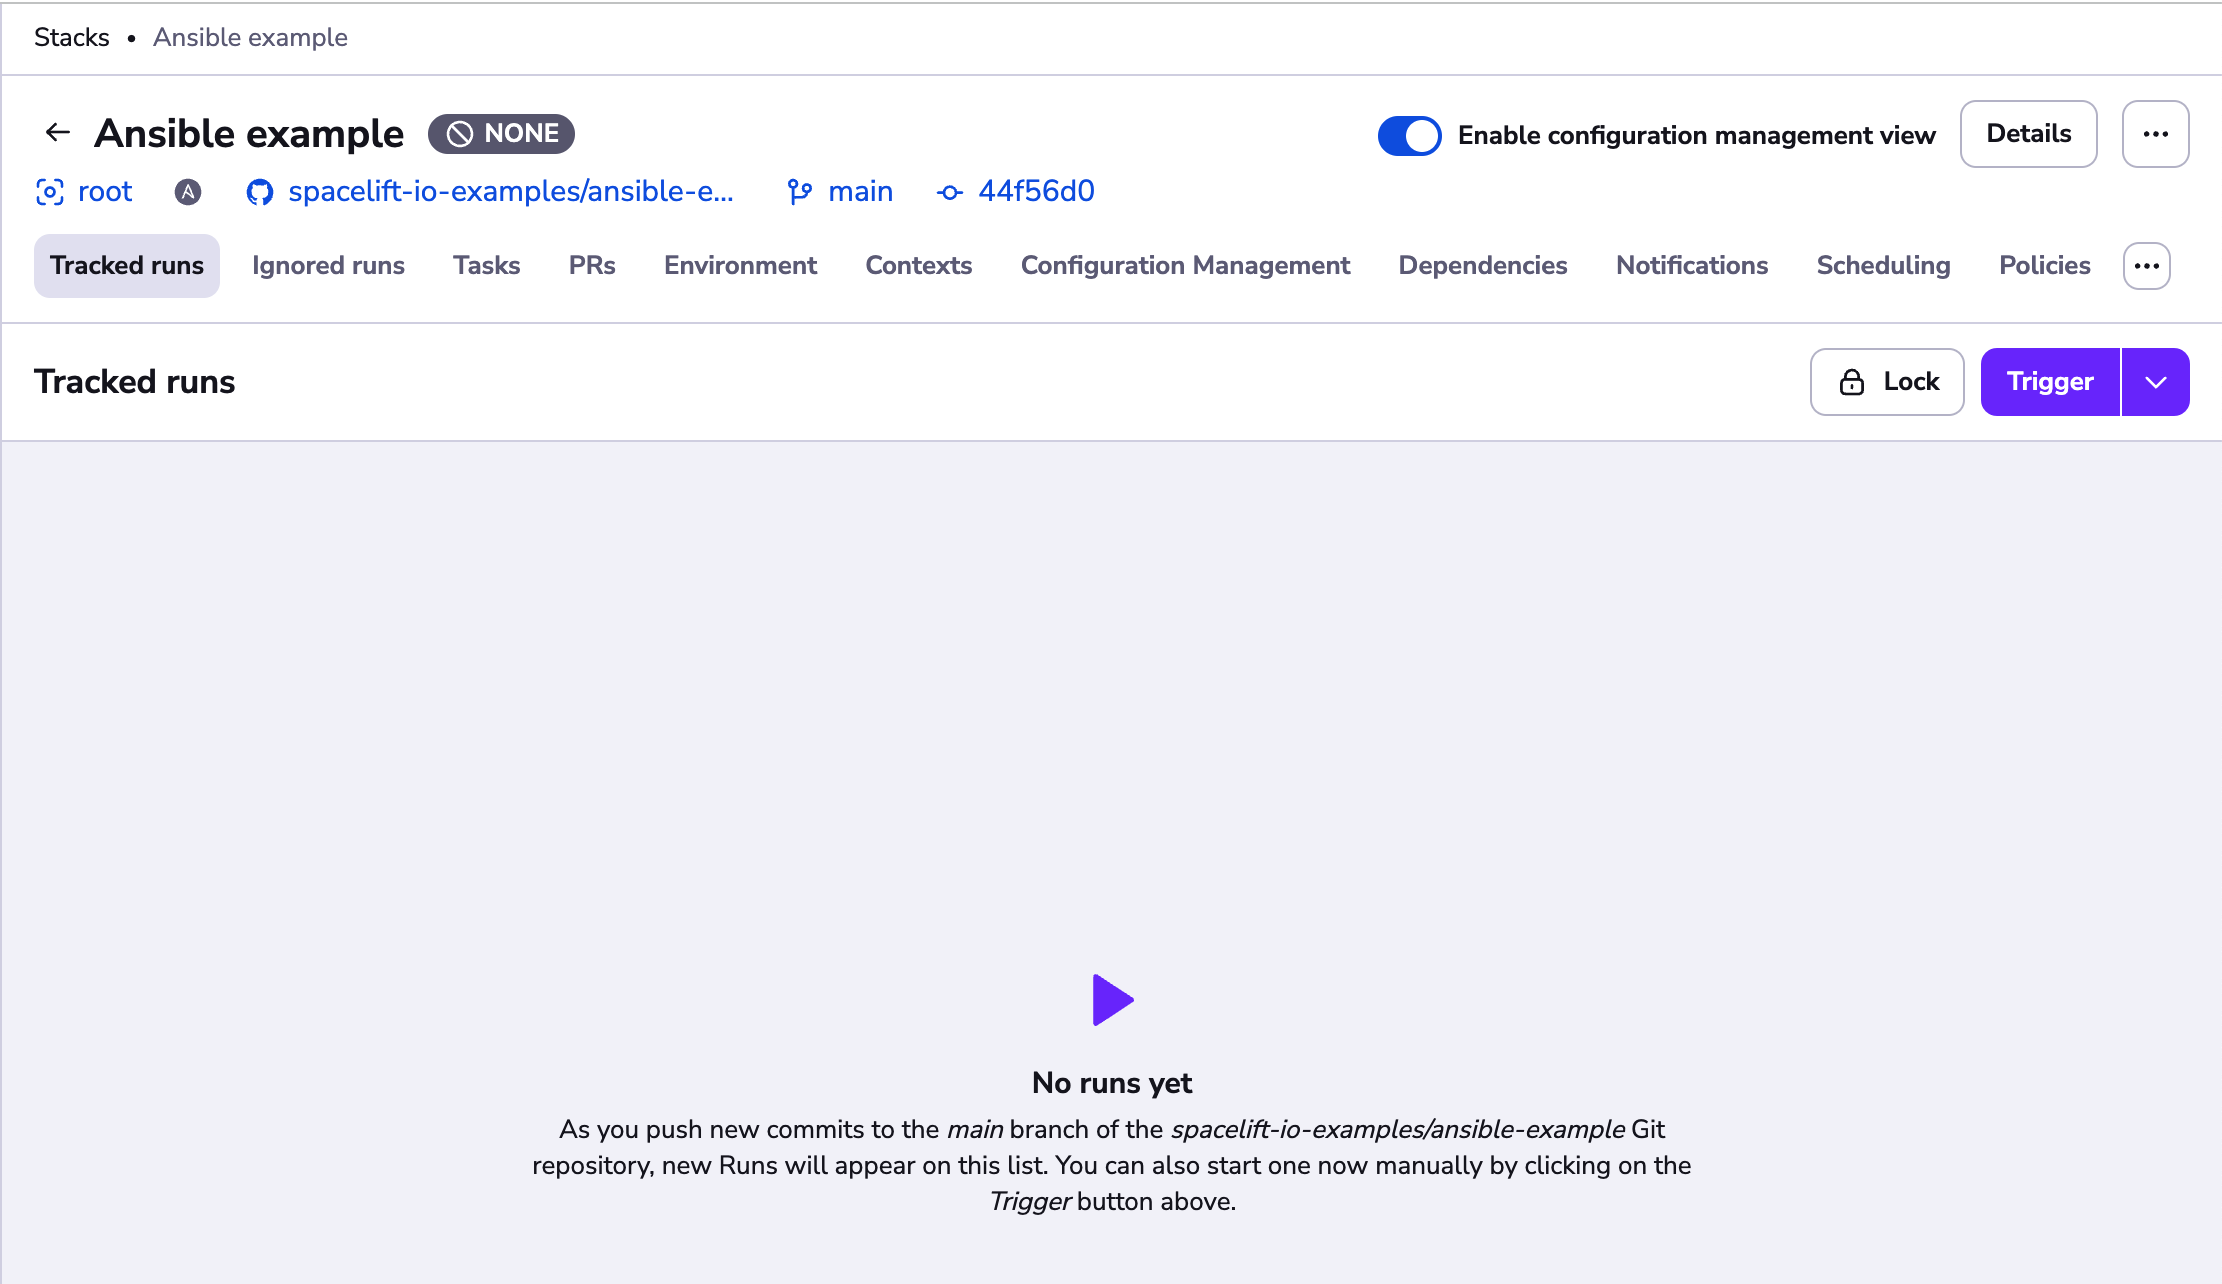 Stacks • Ansible example
Ansible example NONE
Enable configuration management view Details ...
root spacelift-io-examples/ansible-e... main 44f56d0
Tracked runs Ignored runs Tasks PRs Environment Contexts Configuration Management Dependencies Notifications Scheduling Policies ...
Tracked runs Lock Trigger
No runs yet
As you push new commits to the main branch of the spacelift-io-examples/ansible-example Git
repository, new Runs will appear on this list. You can also start one now manually by clicking on the
Trigger button above.